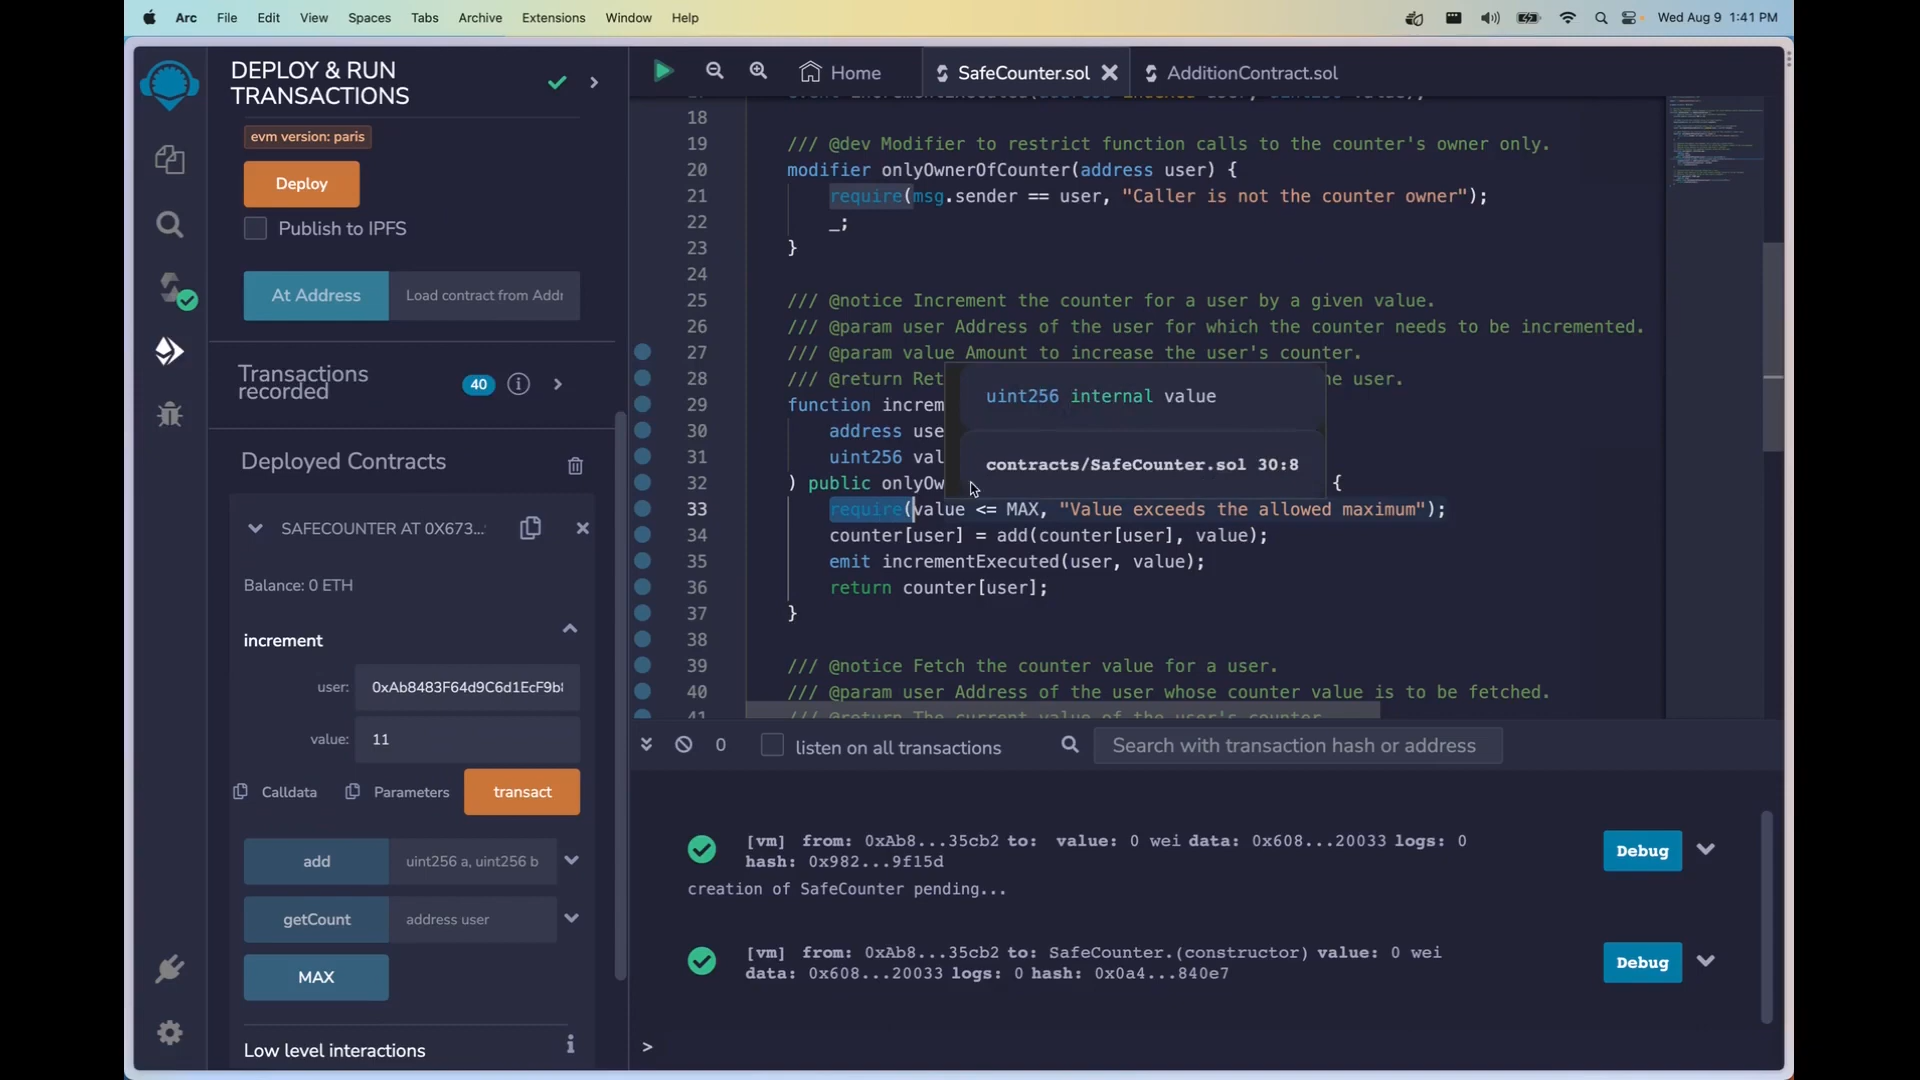 Arc File Edit View Spaces Tabs Archive Extensions Window Help Wed Aug 9 1:41 PM
DEPLOY & RUN
TRANSACTIONS
evm version: paris
Deploy
Publish to IPFS
At Address Load contract from Addr
Transactions
recorded
40
Deployed Contracts
SAFECOUNTER AT 0X673...
Balance: 0 ETH
increment
user: 0xAb8483F64d9C6d1EcF9b
value: 11
Calldata Parameters transact
add uint256 a, uint256 b
getCount address user
MAX
Low level interactions
Home SafeCounter.sol AdditionContract.sol
18
19 /// @dev Modifier to restrict function calls to the counter's owner only.
20 modifier onlyOwnerOfCounter(address user) {
21 require(msg.sender == user, "Caller is not the counter owner");
22 _;
23 }
24
25 /// @notice Increment the counter for a user by a given value.
26 /// @param user Address of the user for which the counter needs to be incremented.
27 /// @param value Amount to increase the user's counter.
28 /// @return Ret he user.
29 function increm
30 address use
31 uint256 val
32 ) public onlyOw {
33 require(value <= MAX, "Value exceeds the allowed maximum");
34 counter[user] = add(counter[user], value);
35 emit incrementExecuted(user, value);
36 return counter[user];
37 }
38
39 /// @notice Fetch the counter value for a user.
40 /// @param user Address of the user whose counter value is to be fetched.
41 /// @return The current value of the user's counter
uint256 internal value
contracts/SafeCounter.sol 30:8
0 listen on all transactions Search with transaction hash or address
[vm] from: 0xAb8...35cb2 to: value: 0 wei data: 0x608...20033 logs: 0
hash: 0x982...9f15d
Debug
creation of SafeCounter pending...
[vm] from: 0xAb8...35cb2 to: SafeCounter.(constructor) value: 0 wei
data: 0x608...20033 logs: 0 hash: 0x0a4...840e7
Debug
>